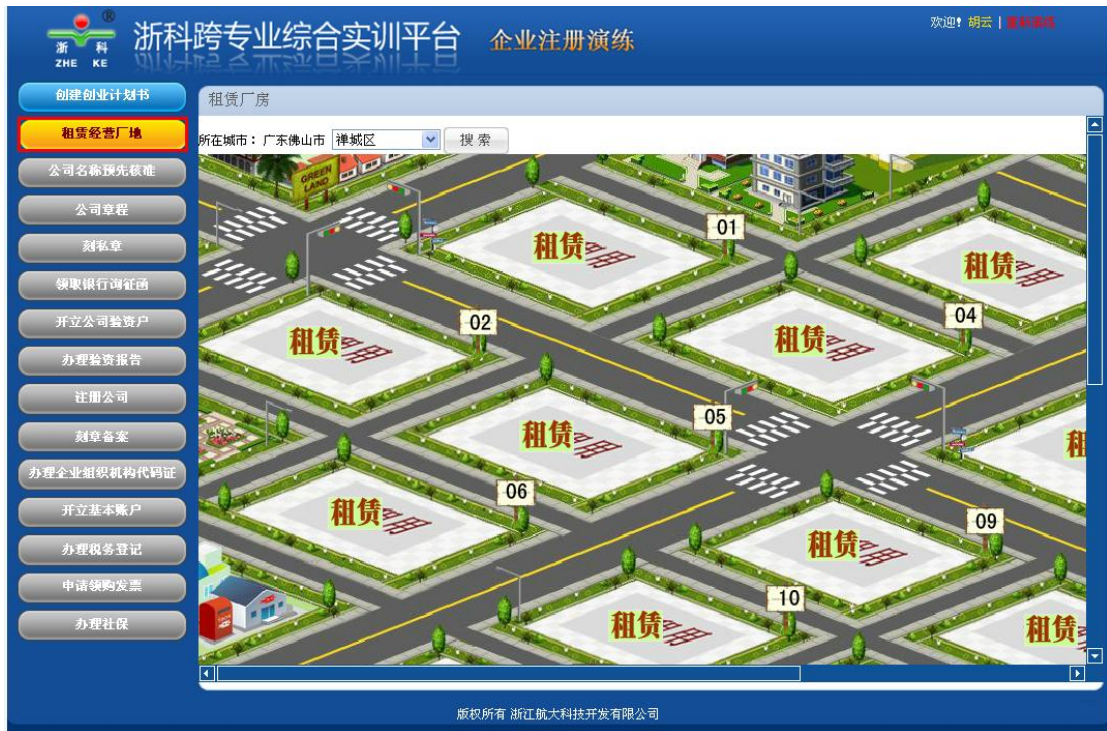 浙科
ZHE KE
®
浙科跨专业综合实训平台 企业注册演练
欢迎! 胡云 |
创建创业计划书
租赁经营厂地
公司名称预先核准
公司章程
刻私章
领取银行询征函
开立公司验资户
办理验资报告
注册公司
刻章备案
办理企业组织机构代码证
开立基本账户
办理税务登记
申请领购发票
办理社保
租赁厂房
所在城市：广东佛山市 禅城区 搜索
GREEN
LAND
租赁
01
租赁
租赁
02
租赁
04
租赁
05
租
租赁
06
租赁
09
租赁
10
租赁
版权所有 浙江航大科技开发有限公司